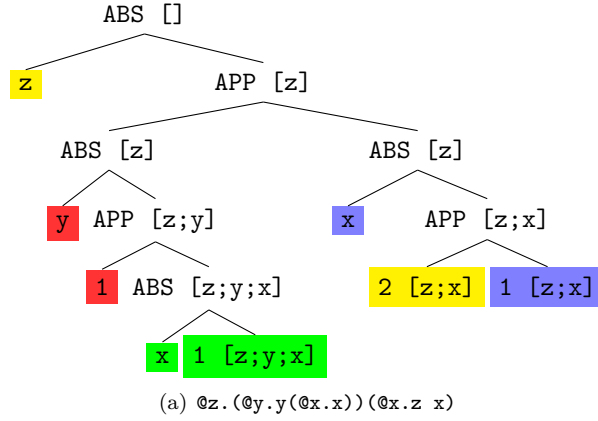 ABS []
z APP [z]
ABS [z] ABS [z]
y APP [z;y] x APP [z;x]
1 ABS [z;y;x] 2 [z;x] 1 [z;x]
x 1 [z;y;x]
(a) @z.(@y.y(@x.x))(@x.z x)